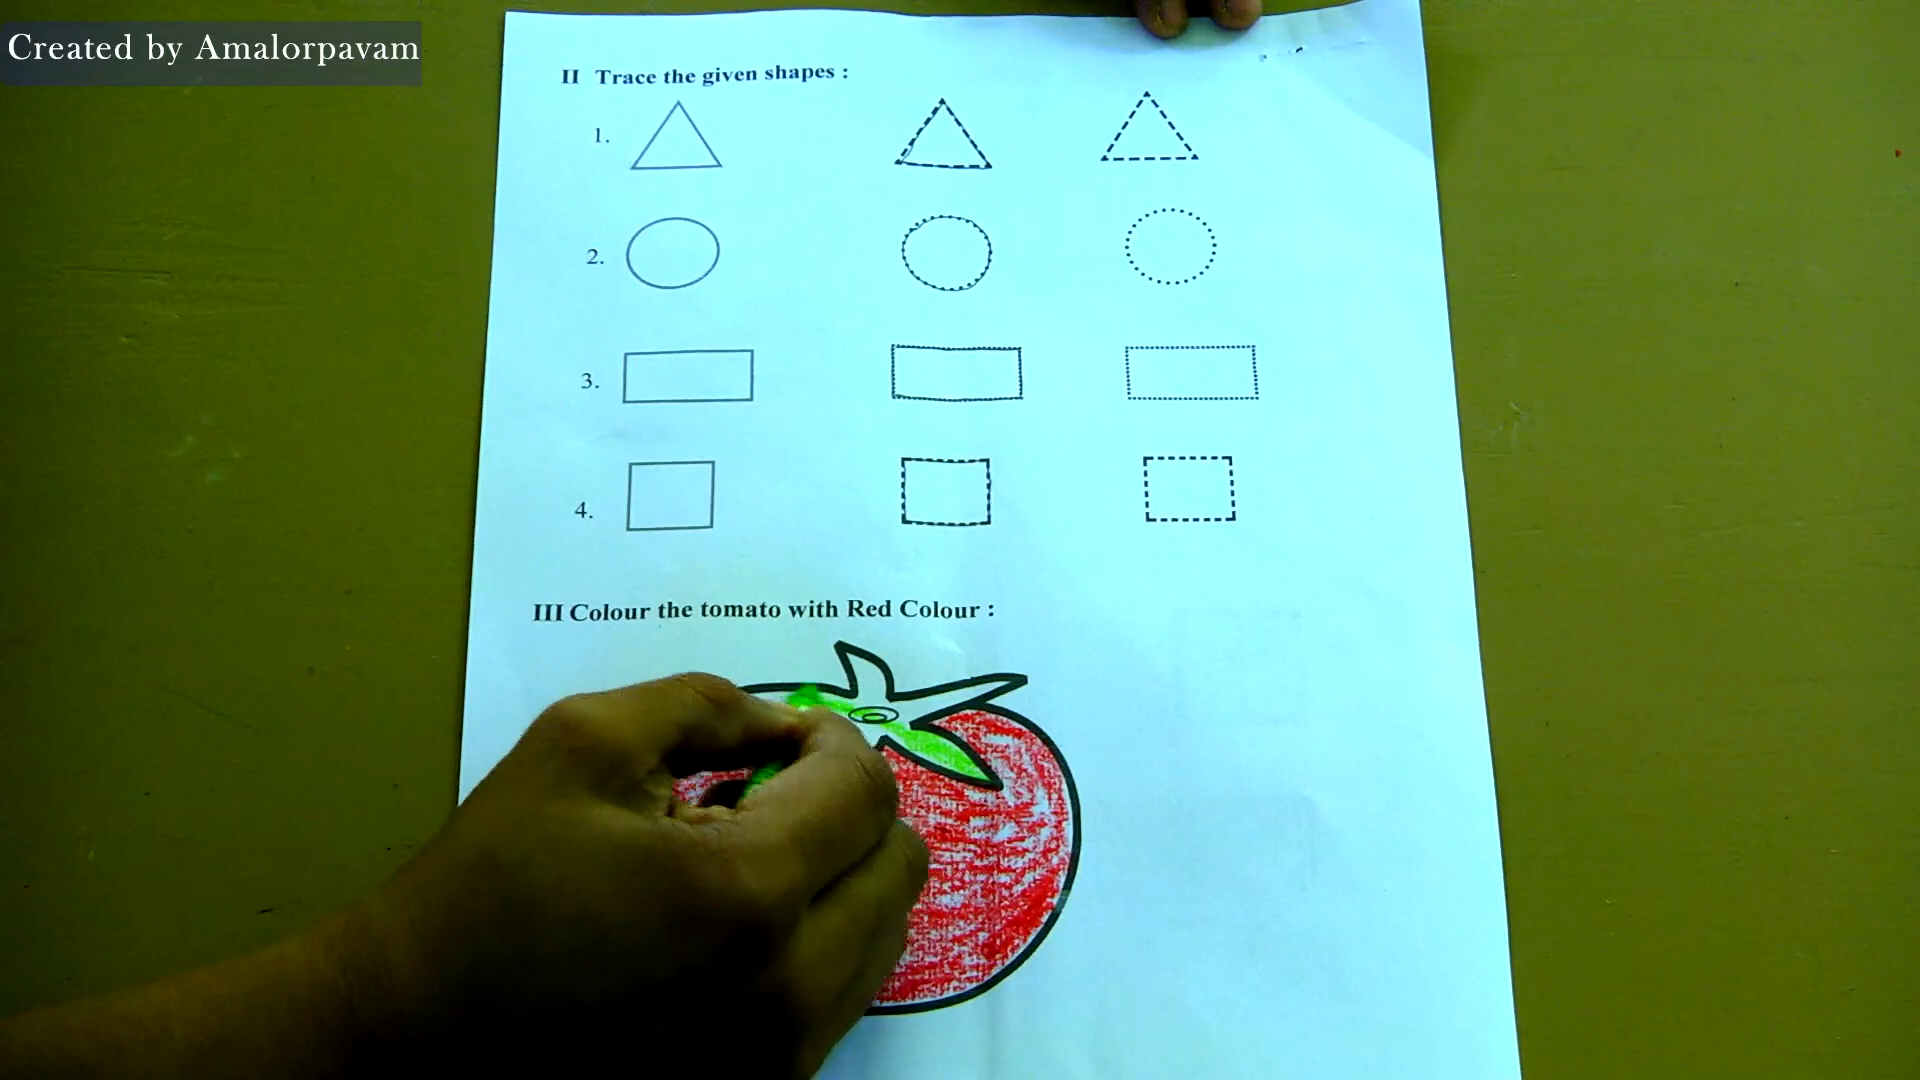 Created by Amalorpavam
II Trace the given shapes :
1.
2.
3.
4.
III Colour the tomato with Red Colour :